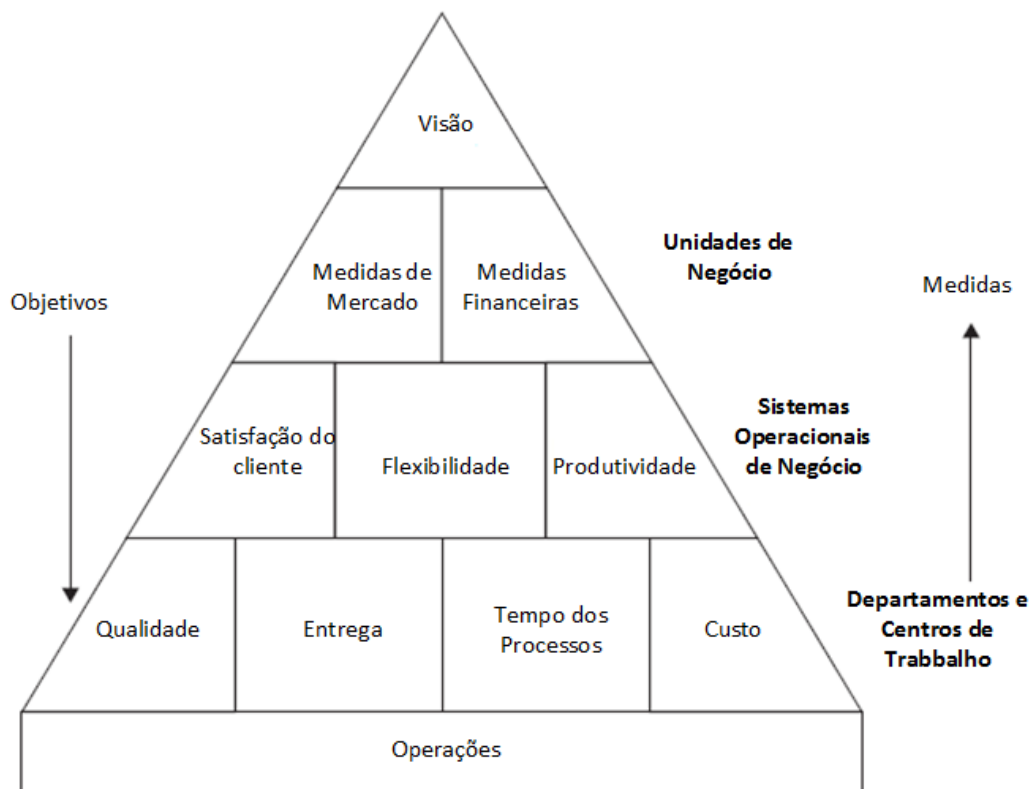 Visão
Medidas de
Mercado
Medidas
Financeiras
Unidades de
Negócio
Objetivos
Medidas
Satisfação do
cliente
Flexibilidade
Produtividade
Sistemas
Operacionais
de Negócio
Qualidade
Entrega
Tempo dos
Processos
Custo
Departamentos e
Centros de
Trabbalho
Operações